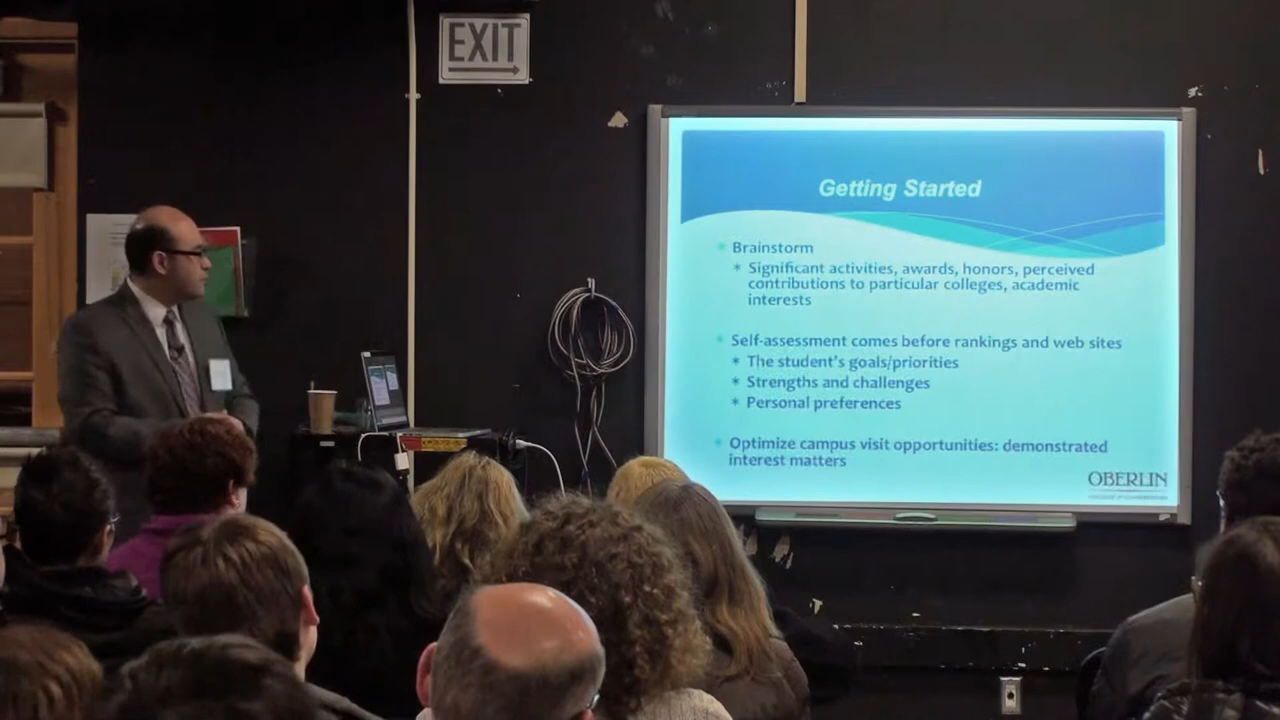 EXIT
Getting Started
Brainstorm
* Significant activities, awards, honors, perceived
contributions to particular colleges, academic
interests
Self-assessment comes before rankings and web sites
* The student's goals/priorities
* Strengths and challenges
* Personal preferences
Optimize campus visit opportunities: demonstrated
interest matters
OBERLIN